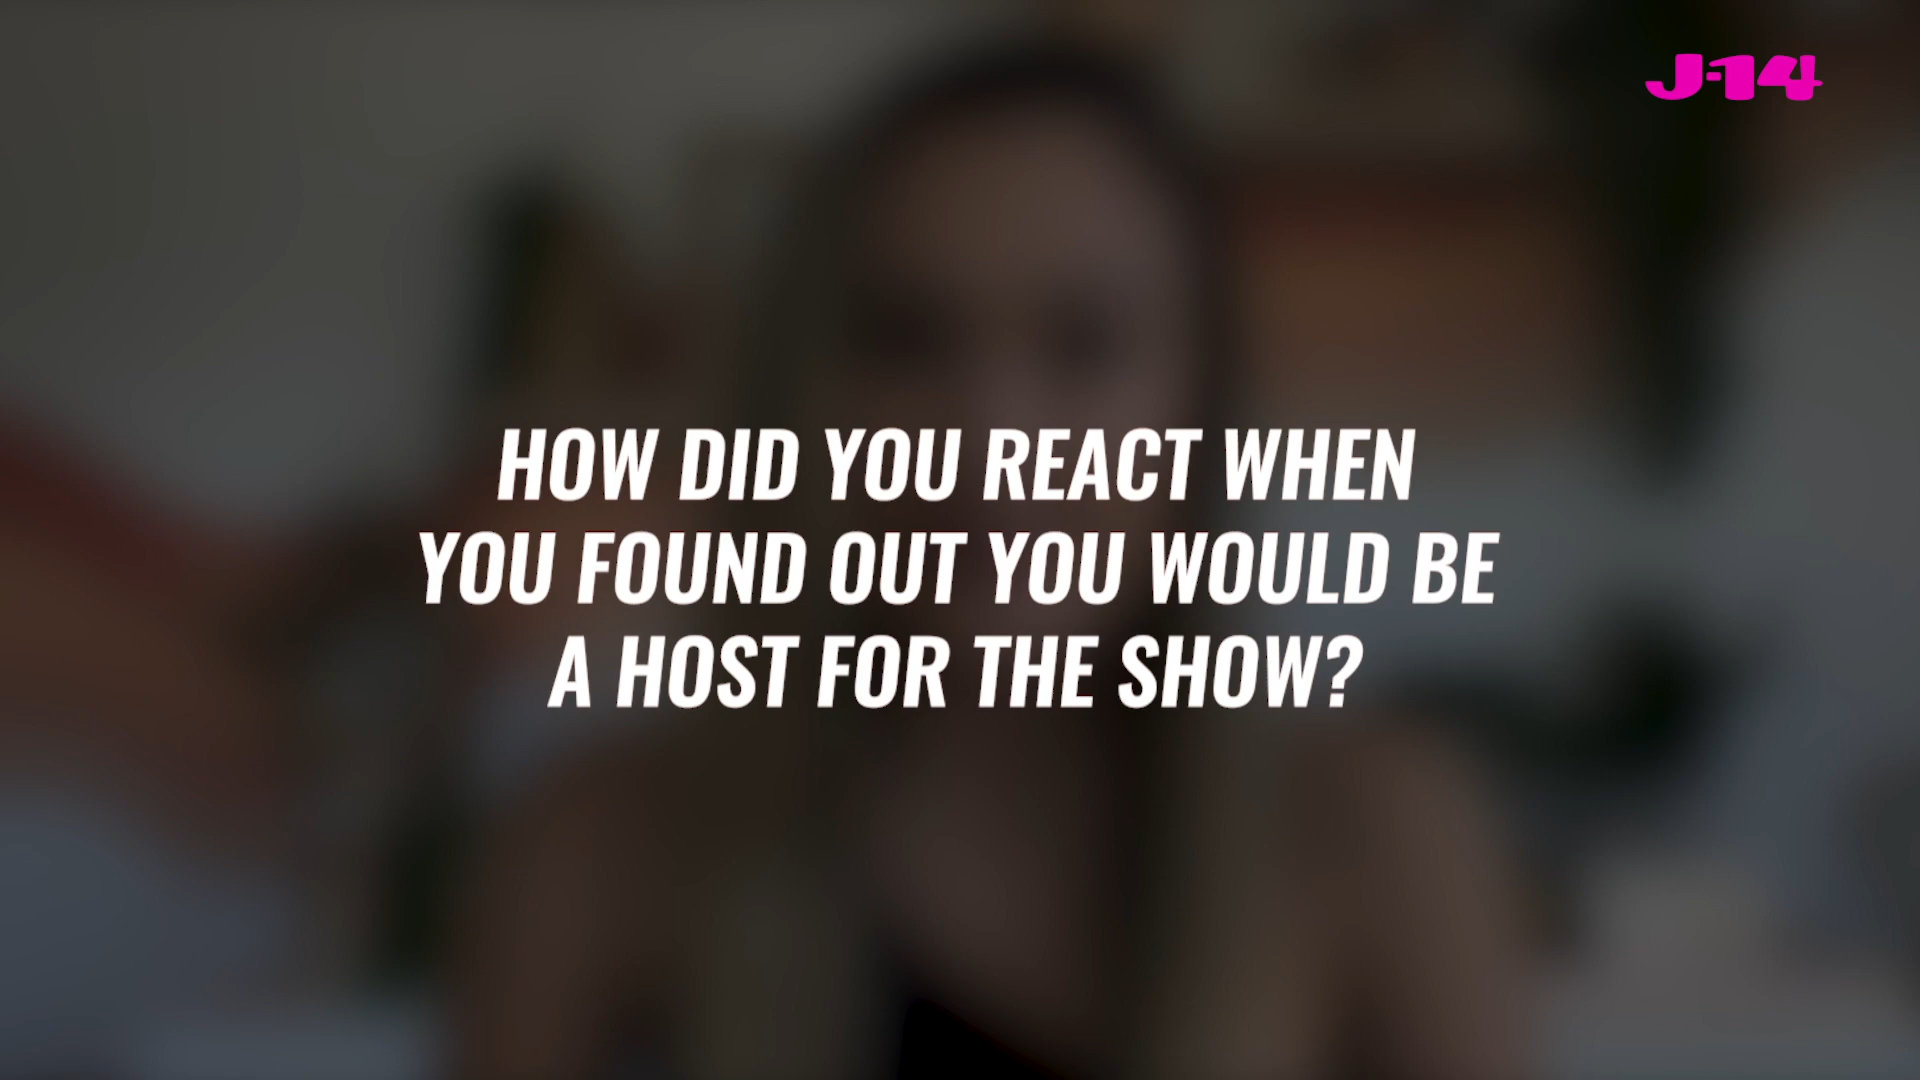 J-14
HOW DID YOU REACT WHEN
YOU FOUND OUT YOU WOULD BE
A HOST FOR THE SHOW?